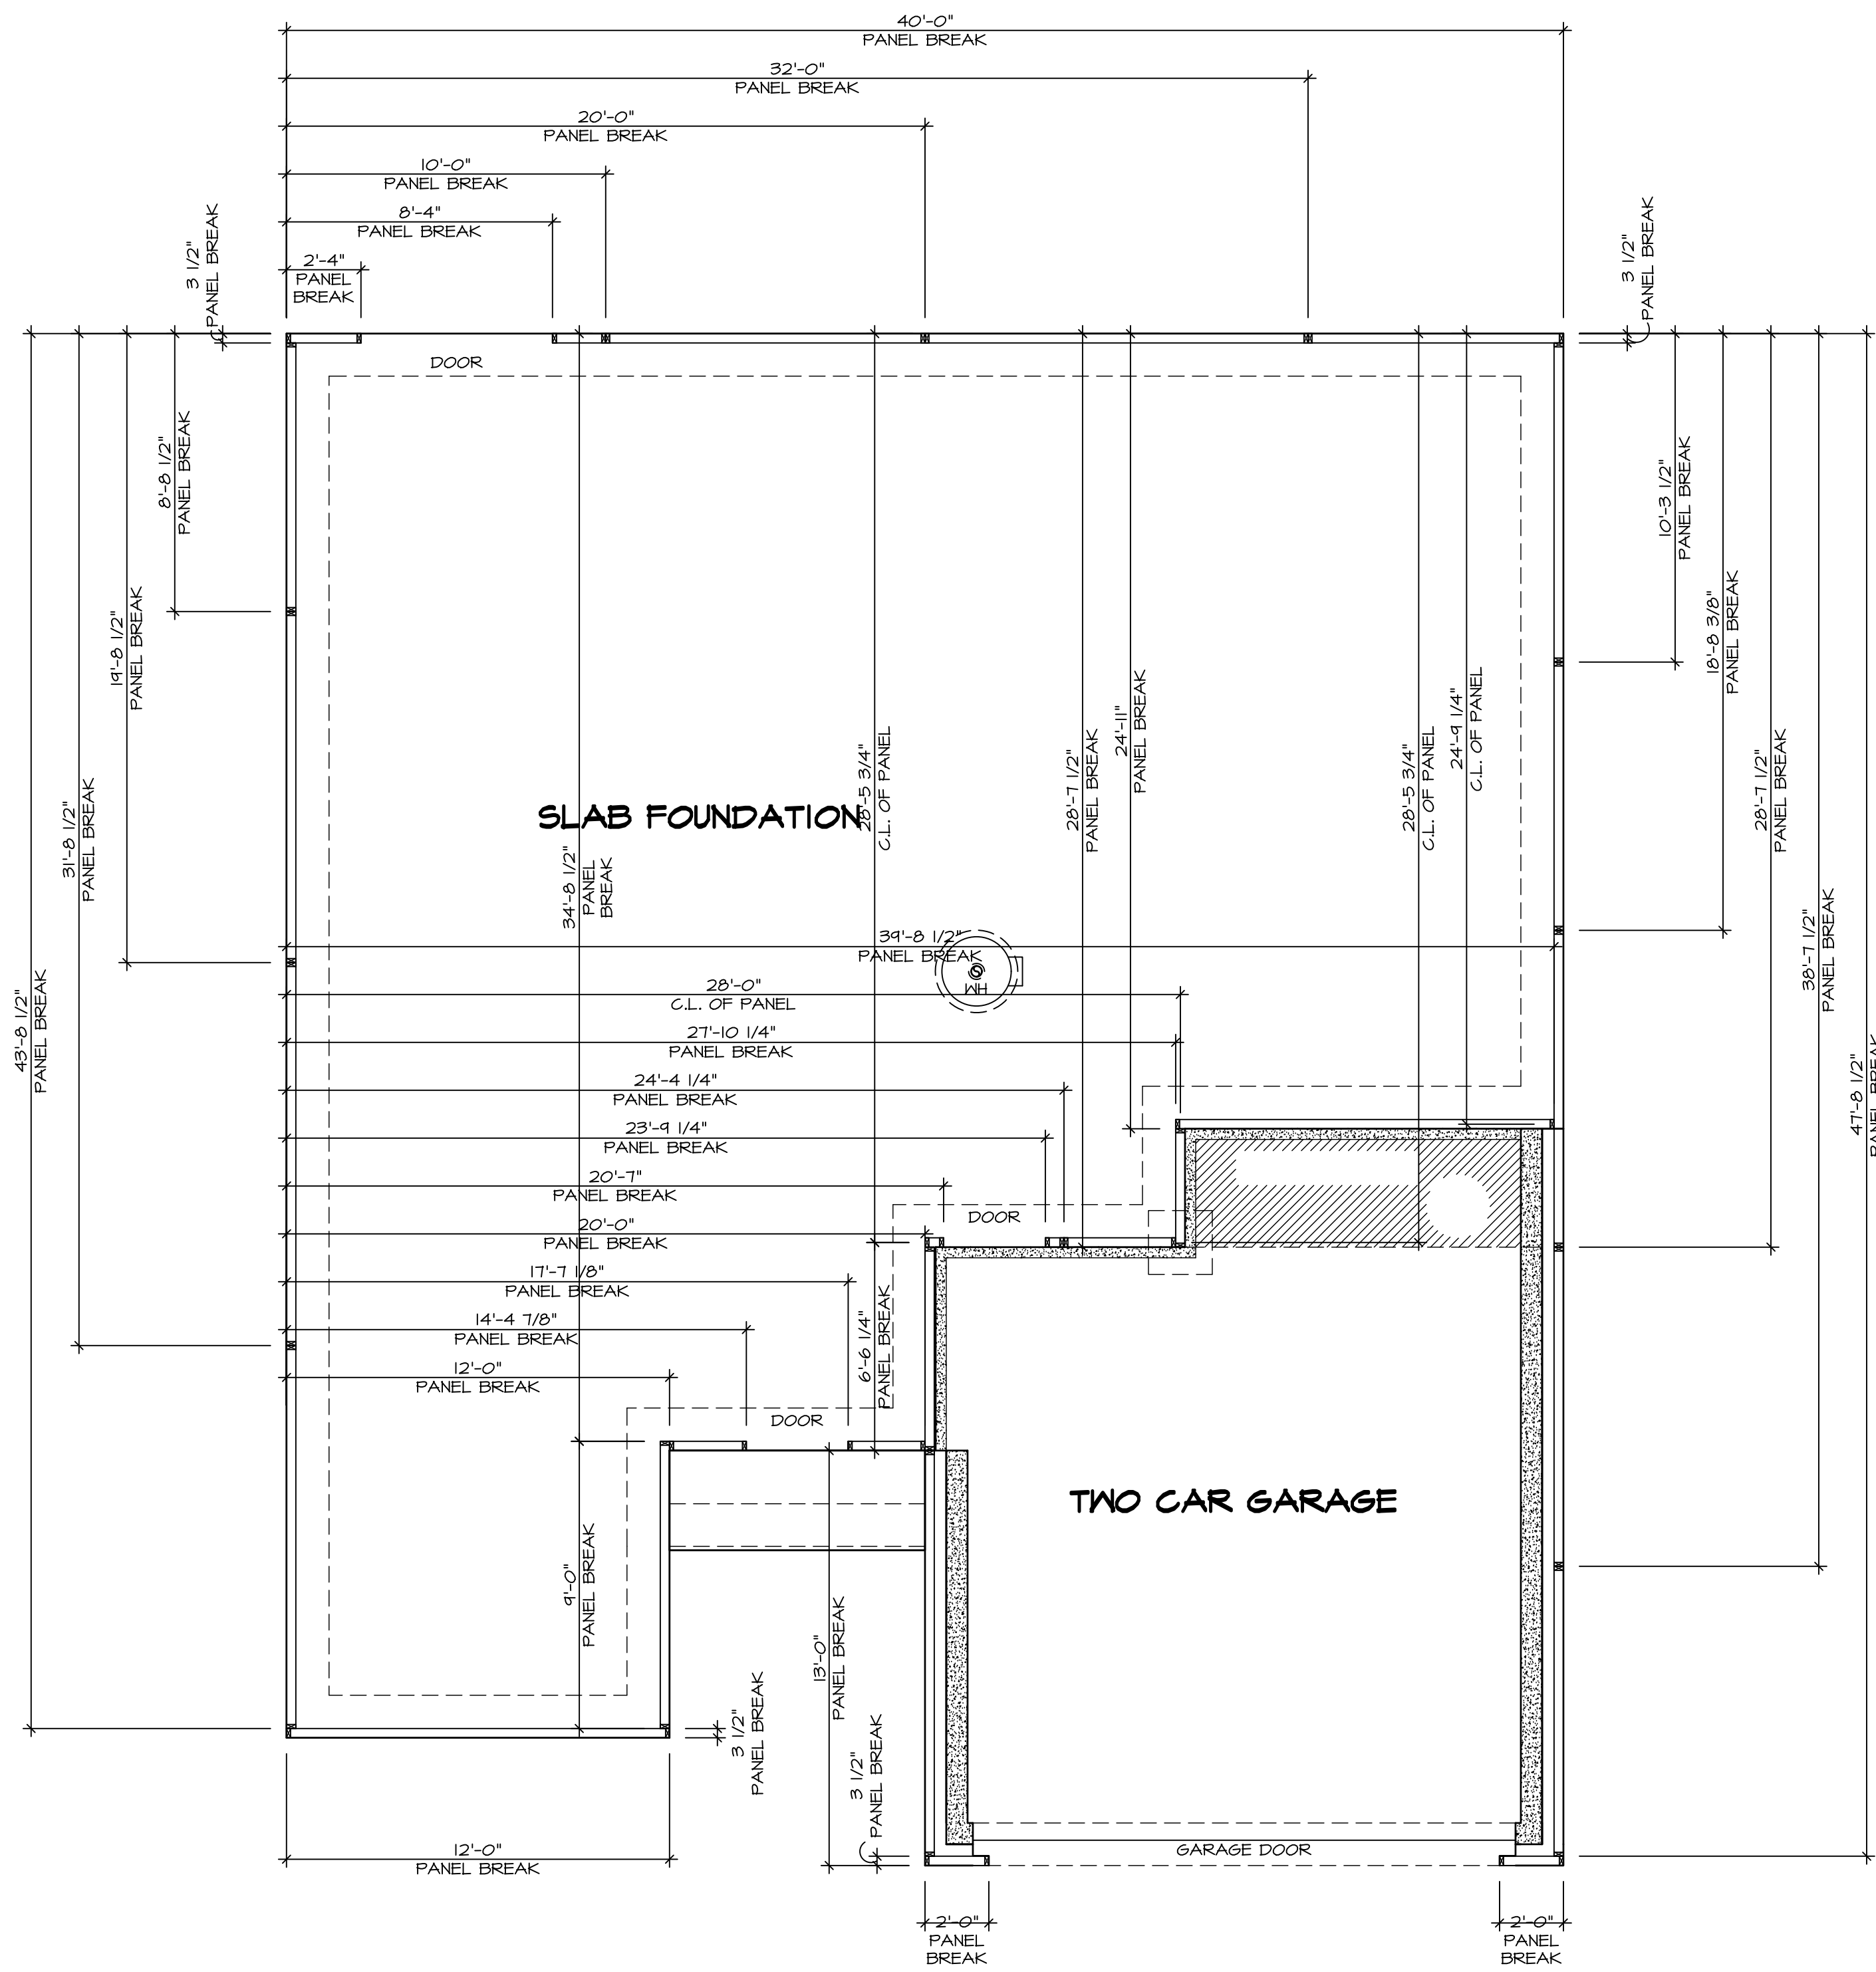 40'-0"
PANEL BREAK
32'-0"
PANEL BREAK
20'-0"
PANEL BREAK
10'-0"
PANEL BREAK
8'-4"
PANEL BREAK
2'-4"
PANEL
BREAK
3 1/2"
PANEL BREAK
3 1/2"
PANEL BREAK
DOOR
8'-8 1/2"
PANEL BREAK
19'-8 1/2"
PANEL BREAK
31'-8 1/2"
PANEL BREAK
43'-8 1/2"
PANEL BREAK
10'-3 1/2"
PANEL BREAK
18'-8 3/8"
PANEL BREAK
28'-7 1/2"
PANEL BREAK
38'-7 1/2"
PANEL BREAK
47'-8 1/2"
PANEL BREAK
SLAB FOUNDATION
34'-8 1/2"
PANEL
BREAK
28'-5 3/4"
C.L. OF PANEL
28'-7 1/2"
PANEL BREAK
24'-11"
PANEL BREAK
28'-5 3/4"
C.L. OF PANEL
24'-9 1/4"
C.L. OF PANEL
39'-8 1/2"
PANEL BREAK
S
WH
28'-0"
C.L. OF PANEL
27'-10 1/4"
PANEL BREAK
24'-4 1/4"
PANEL BREAK
23'-9 1/4"
PANEL BREAK
20'-7"
PANEL BREAK
DOOR
20'-0"
PANEL BREAK
17'-7 1/8"
PANEL BREAK
14'-4 7/8"
PANEL BREAK
12'-0"
PANEL BREAK
6'-6 1/4"
PANEL BREAK
DOOR
TWO CAR GARAGE
9'-0"
PANEL BREAK
13'-0"
PANEL BREAK
3 1/2"
PANEL BREAK
3 1/2"
PANEL BREAK
GARAGE DOOR
12'-0"
PANEL BREAK
2'-0"
PANEL
BREAK
2'-0"
PANEL
BREAK